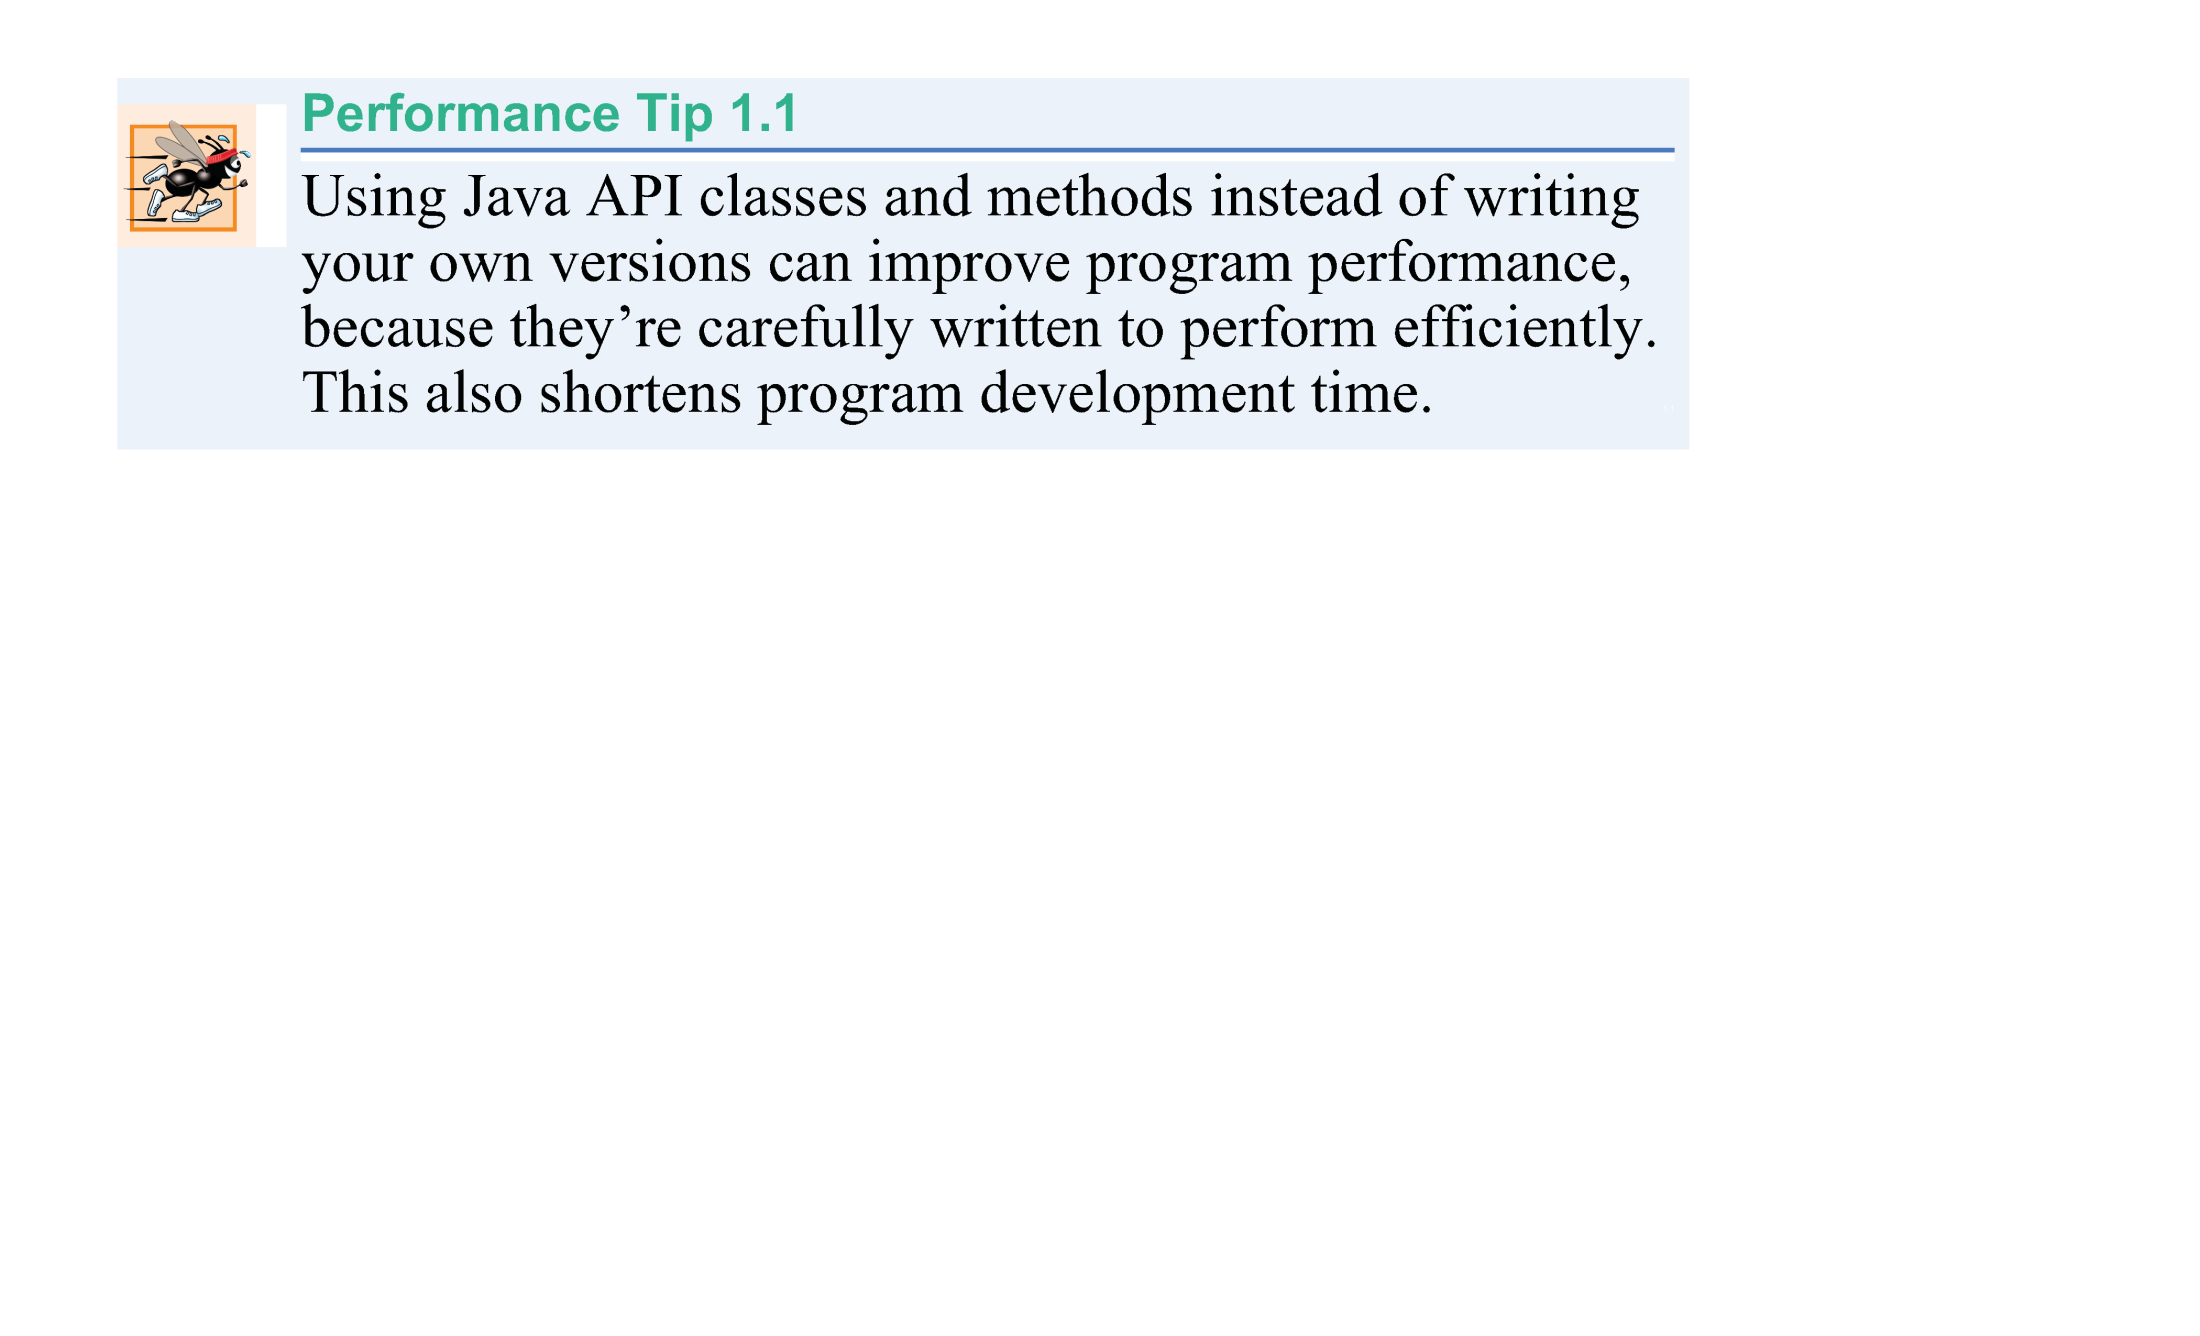 Performance Tip 1.1
Using Java API classes and methods instead of writing
your own versions can improve program performance,
because they’re carefully written to perform efficiently.
This also shortens program development time.